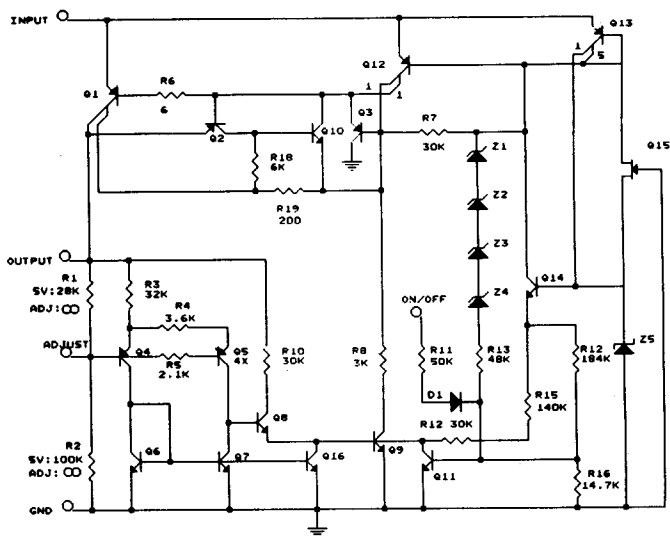 INPUT
Q13
1
5
Q12
Q1
R6
6
1
1
Q3
R7
30K
Q2
Q10
Z1
Q15
R18
6K
Z2
R19
200
Z3
OUTPUT
R1
5V:28K
ADJ:∞
R3
32K
R4
3.6K
Q14
ON/OFF
Z4
ADJUST
Q4
R5
2.1K
Q5
4X
R10
30K
R8
3K
R11
50K
R13
48K
R12
184K
Z5
D1
R15
140K
Q8
R12 30K
R2
5V:100K
ADJ:∞
Q6
Q7
Q16
Q9
Q11
R16
14.7K
GND